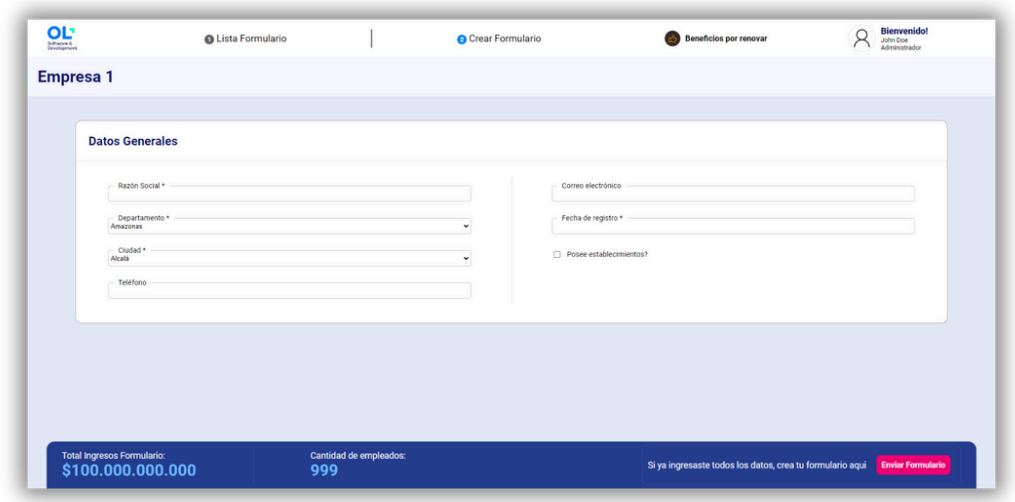 OL
Software &
Development
1 Lista Formulario
2 Crear Formulario
Beneficios por renovar
Bienvenido!
John Doe
Administrador
Empresa 1
Datos Generales
Razón Social *
Correo electrónico
Departamento *
Amazonas
Fecha de registro *
Ciudad *
Alcalá
Posee establecimientos?
Teléfono
Total Ingresos Formulario:
$100.000.000.000
Cantidad de empleados:
999
Si ya ingresaste todos los datos, crea tu formulario aquí
Enviar Formulario